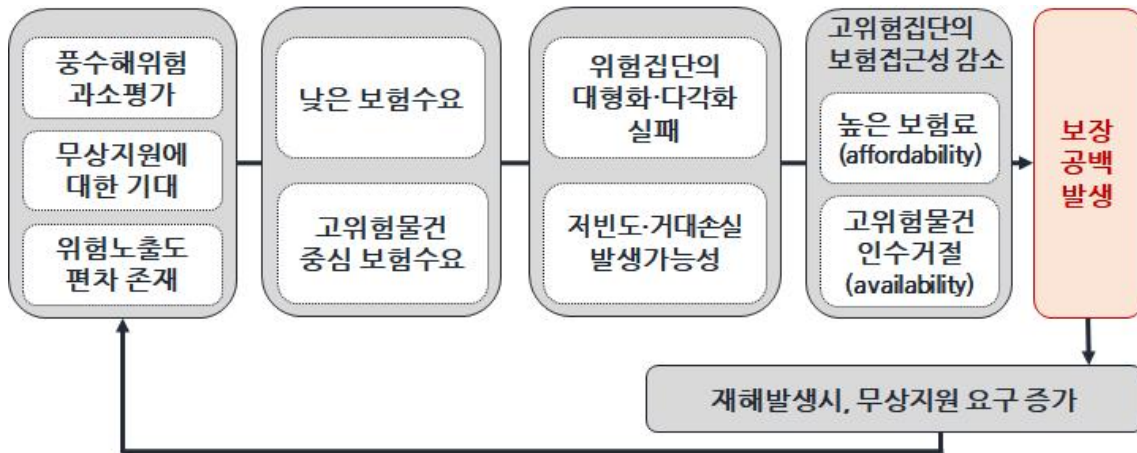 풍수해위험
과소평가
무상지원에
대한 기대
위험노출도
편차 존재
낮은 보험수요
고위험물건
중심 보험수요
위험집단의
대형화·다각화
실패
저빈도·거대손실
발생가능성
고위험집단의
보험접근성 감소
높은 보험료
(affordability)
고위험물건
인수거절
(availability)
보장
공백
발생
재해발생시, 무상지원 요구 증가